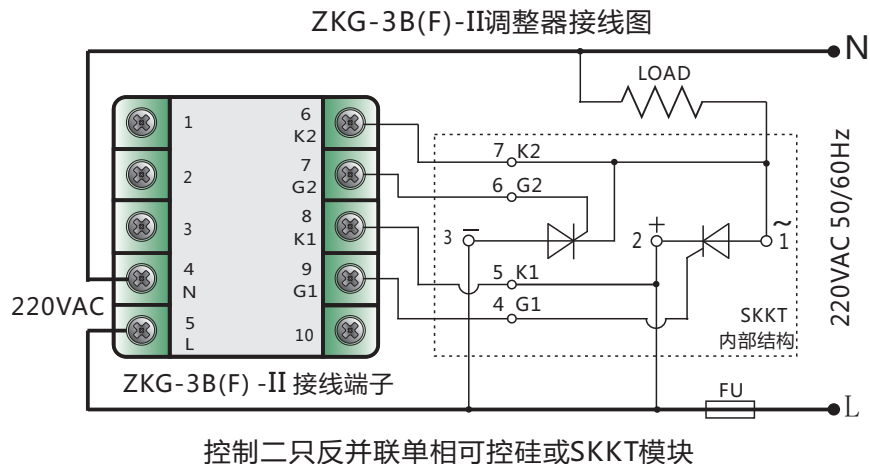 ZKG-3B(F)-II调整器接线图
N
LOAD
220VAC 50/60Hz
1
2
3
4
N
5
L
6
K2
7
G2
8
K1
9
G1
10
220VAC
7 K2
6 G2
3 −
2 +
~ 1
5 K1
4 G1
SKKT
内部结构
ZKG-3B(F) -II 接线端子
FU
L
控制二只反并联单相可控硅或SKKT模块